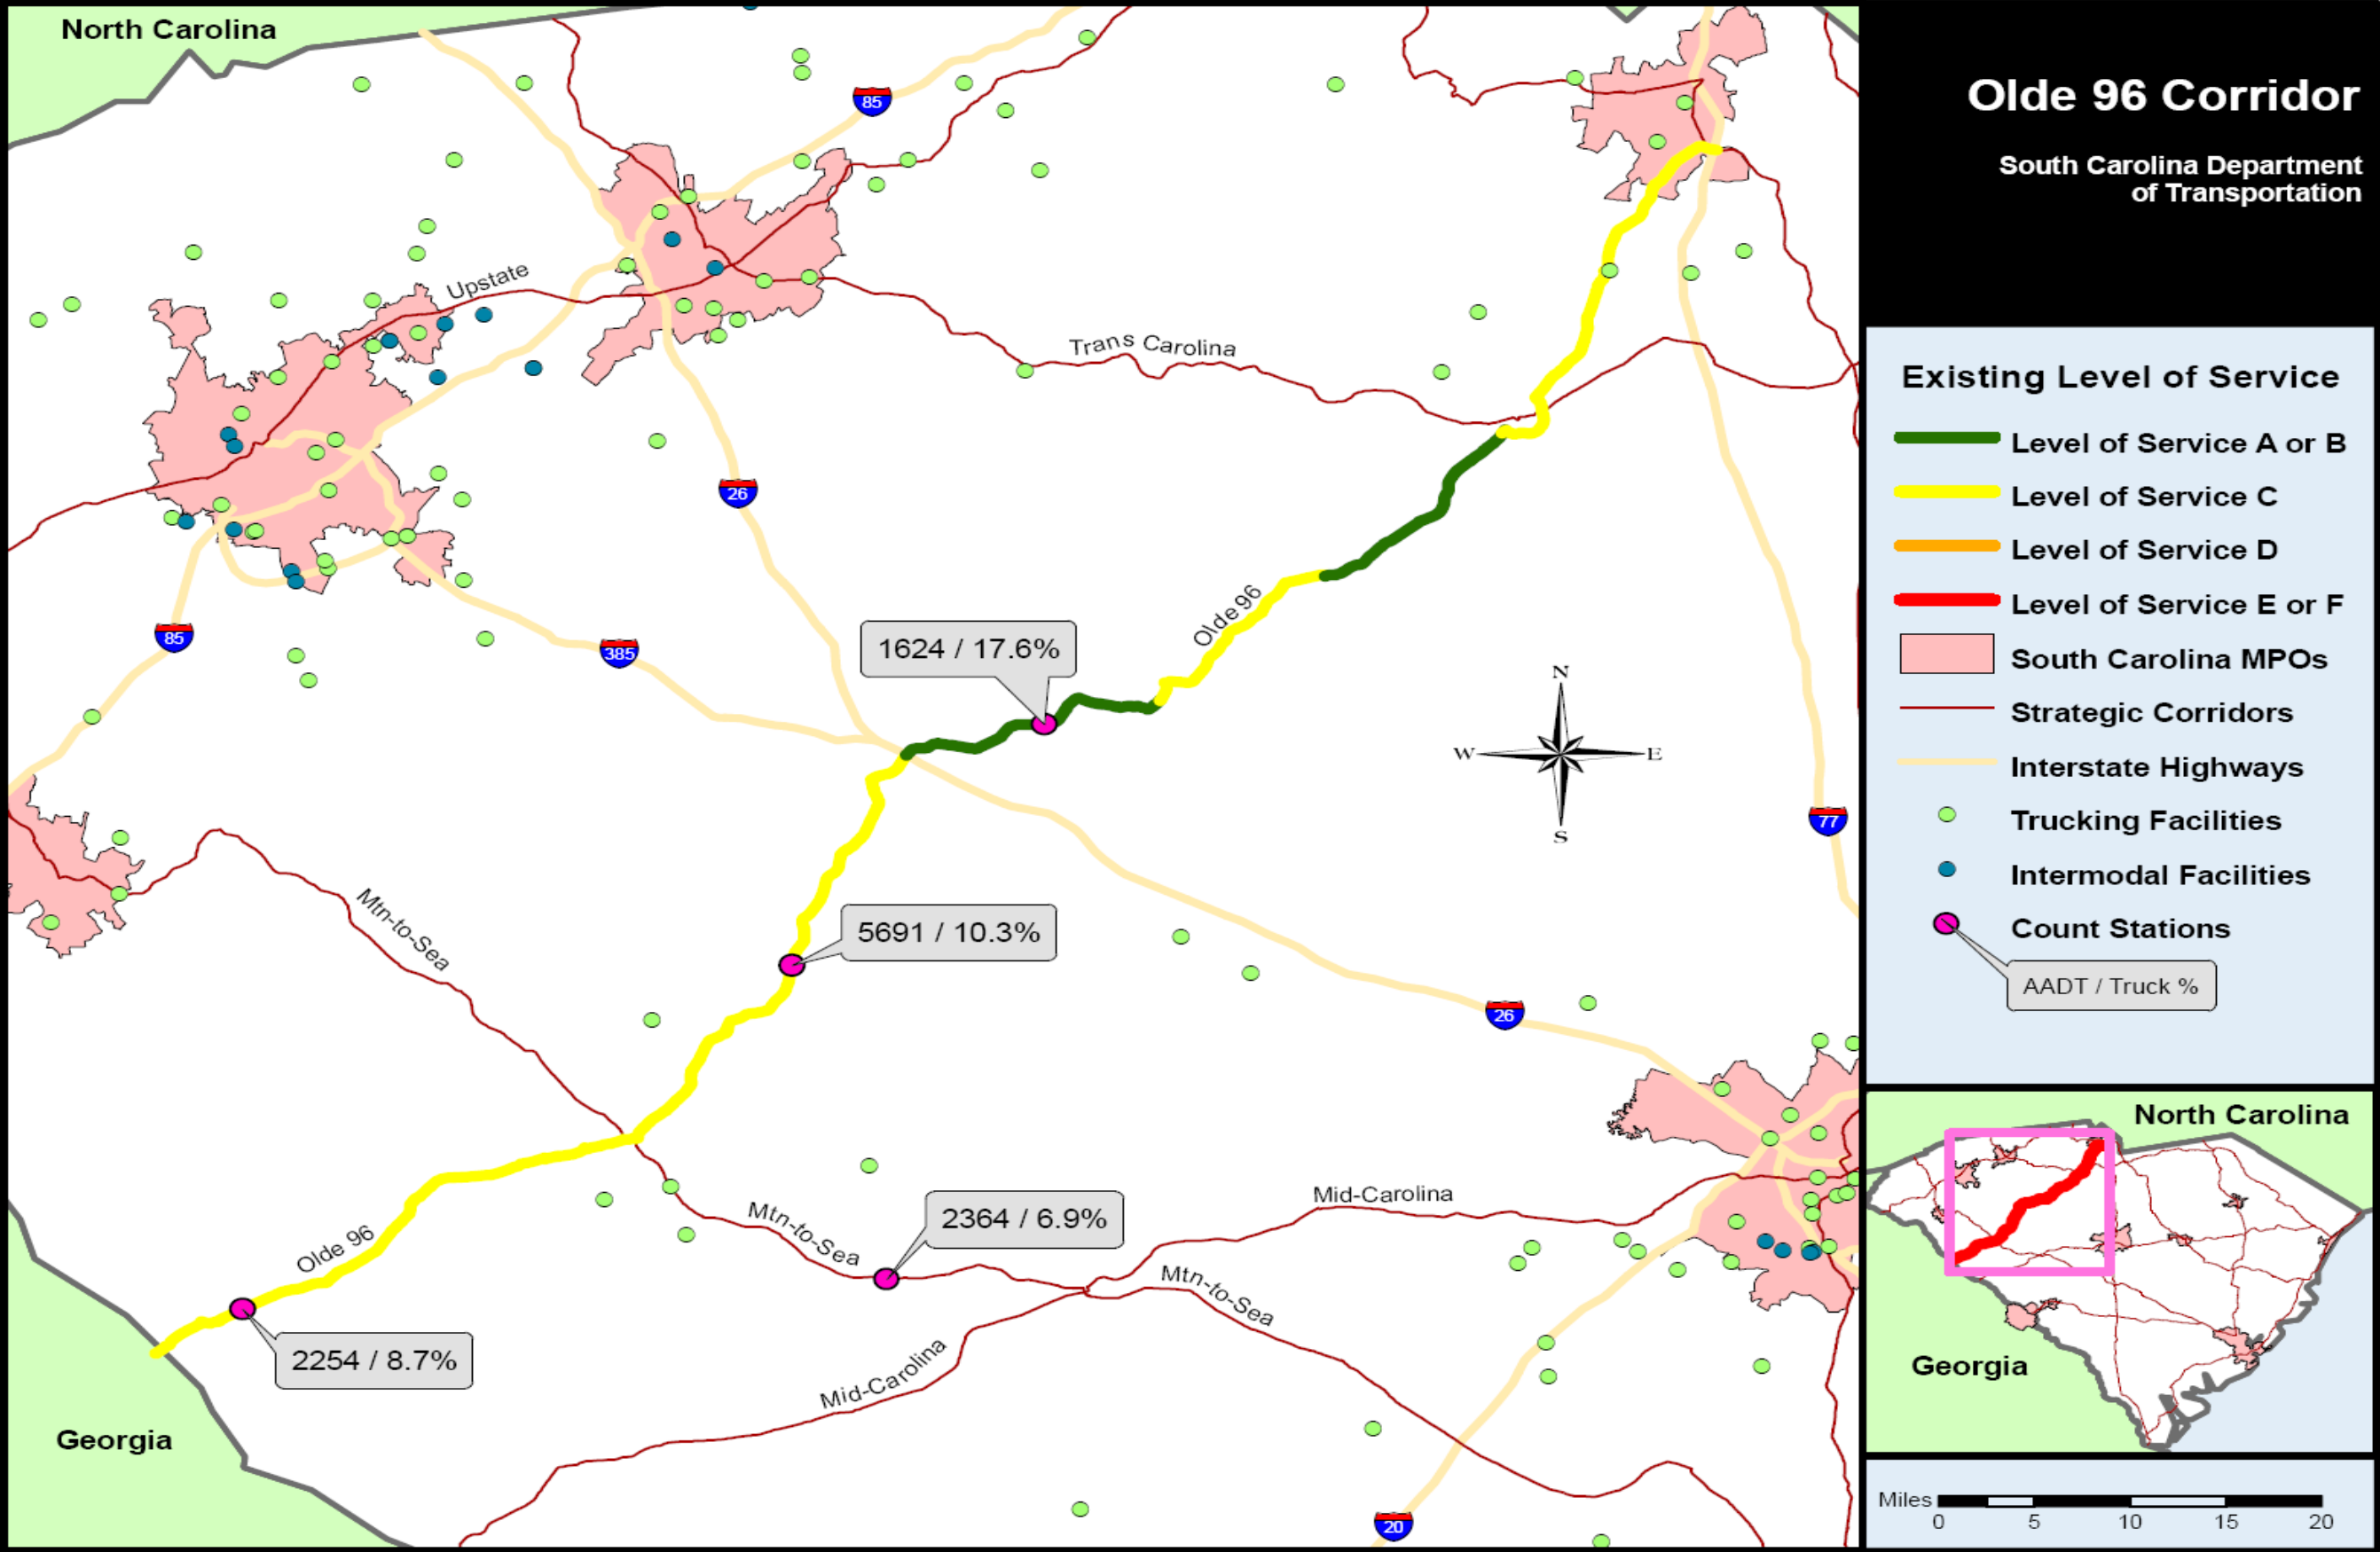 North Carolina
85
Upstate
Trans Carolina
26
85
385
1624 / 17.6%
Olde 96
N
W
E
S
77
Mtn-to-Sea
5691 / 10.3%
26
Mtn-to-Sea
2364 / 6.9%
Mid-Carolina
Olde 96
Mtn-to-Sea
2254 / 8.7%
Mid-Carolina
Georgia
20
Olde 96 Corridor
South Carolina Department
of Transportation
Existing Level of Service
Level of Service A or B
Level of Service C
Level of Service D
Level of Service E or F
South Carolina MPOs
Strategic Corridors
Interstate Highways
Trucking Facilities
Intermodal Facilities
Count Stations
AADT / Truck %
North Carolina
Georgia
Miles
0 5 10 15 20